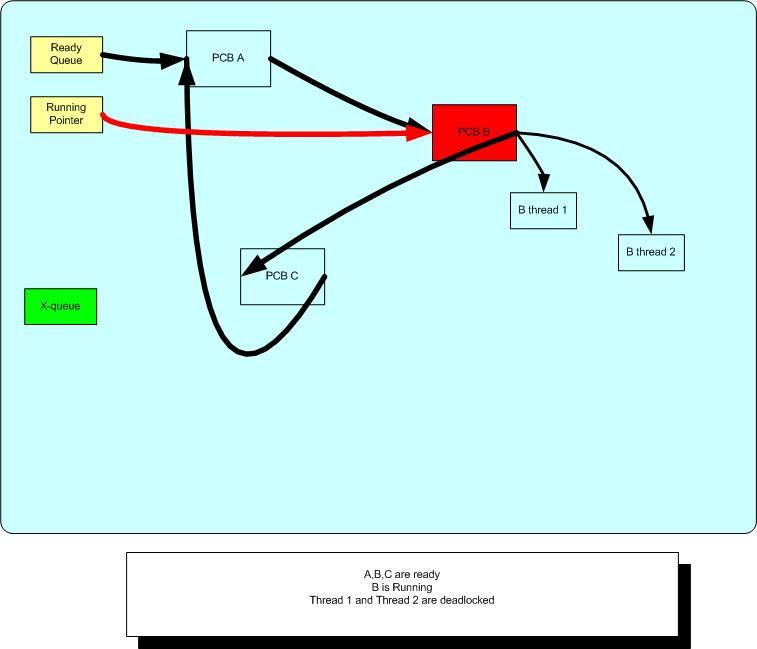 Ready
Queue
PCB A
Running
Pointer
PCB B
B thread 1
B thread 2
PCB C
X-queue
A,B,C are ready
B is Running
Thread 1 and Thread 2 are deadlocked